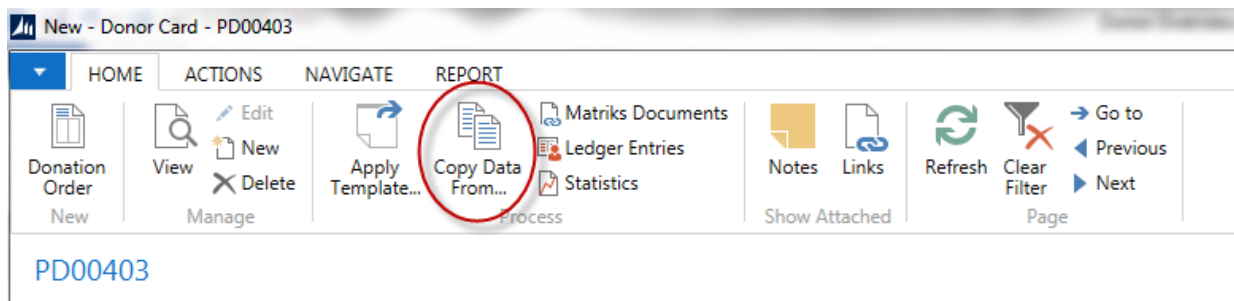 New - Donor Card - PD00403
HOME ACTIONS NAVIGATE REPORT
Donation
Order
New
View
Edit
New
Delete
Manage
Apply
Template...
Copy Data
From...
Matriks Documents
Ledger Entries
Statistics
Process
Notes
Links
Show Attached
Refresh
Clear
Filter
Go to
Previous
Next
Page
PD00403